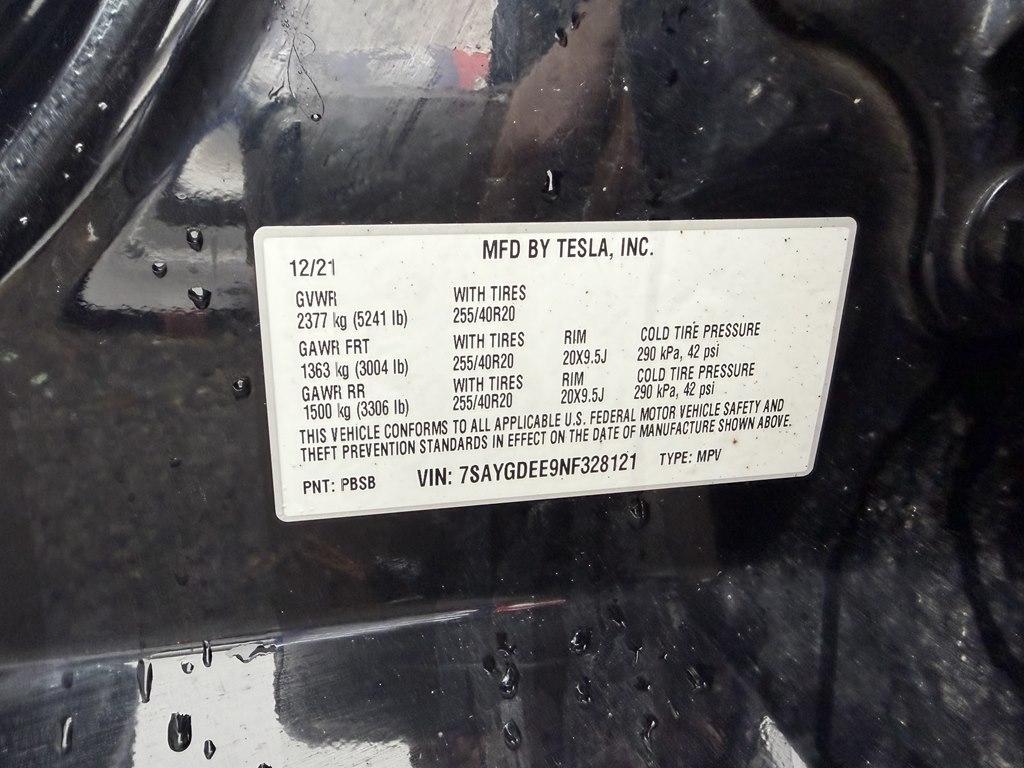 MFD BY TESLA, INC.
12/21
GVWR WITH TIRES
2377 kg (5241 lb) 255/40R20
GAWR FRT WITH TIRES RIM COLD TIRE PRESSURE
1363 kg (3004 lb) 255/40R20 20X9.5J 290 kPa, 42 psi
GAWR RR WITH TIRES RIM COLD TIRE PRESSURE
1500 kg (3306 lb) 255/40R20 20X9.5J 290 kPa, 42 psi
THIS VEHICLE CONFORMS TO ALL APPLICABLE U.S. FEDERAL MOTOR VEHICLE SAFETY AND
THEFT PREVENTION STANDARDS IN EFFECT ON THE DATE OF MANUFACTURE SHOWN ABOVE.
PNT: PBSB VIN: 7SAYGDEE9NF328121 TYPE: MPV